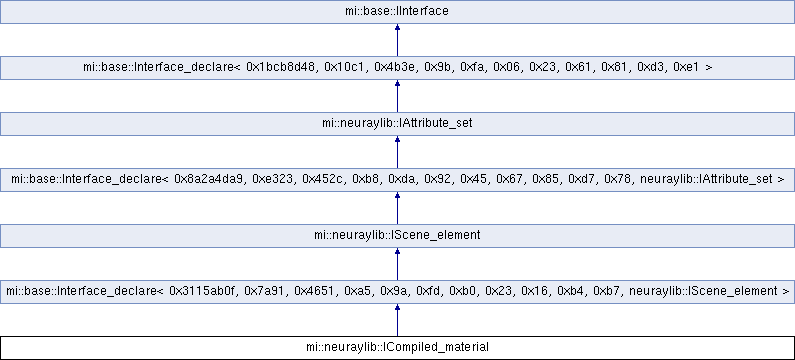 mi::base::IInterface
mi::base::Interface_declare< 0x1bcb8d48, 0x10c1, 0x4b3e, 0x9b, 0xfa, 0x06, 0x23, 0x61, 0x81, 0xd3, 0xe1 >
mi::neuraylib::IAttribute_set
mi::base::Interface_declare< 0x8a2a4da9, 0xe323, 0x452c, 0xb8, 0xda, 0x92, 0x45, 0x67, 0x85, 0xd7, 0x78, neuraylib::IAttribute_set >
mi::neuraylib::IScene_element
mi::base::Interface_declare< 0x3115ab0f, 0x7a91, 0x4651, 0xa5, 0x9a, 0xfd, 0xb0, 0x23, 0x16, 0xb4, 0xb7, neuraylib::IScene_element >
mi::neuraylib::ICompiled_material